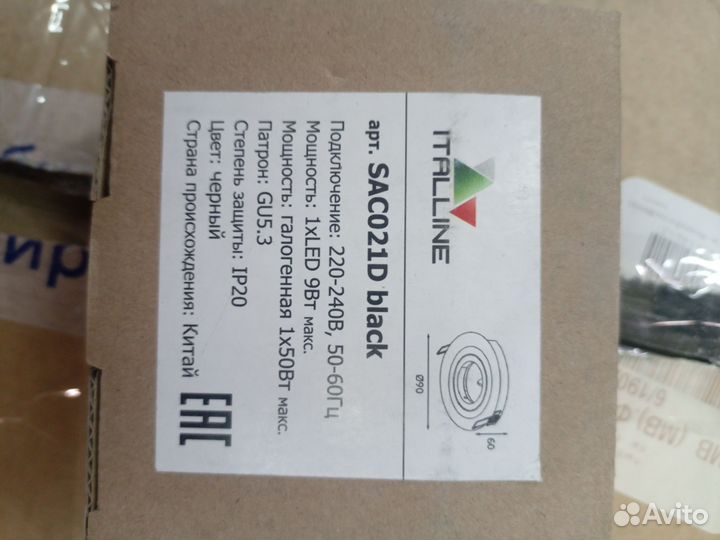 ITALLINE
арт. SAC021D black
Подключение: 220-240В, 50-60Гц
Мощность: 1xLED 9Вт макс.
Мощность: галогенная 1x50Вт макс.
Патрон: GU5.3
Степень защиты: IP20
Цвет: черный
Страна происхождения: Китай
EAC
Ø90
60
Avito